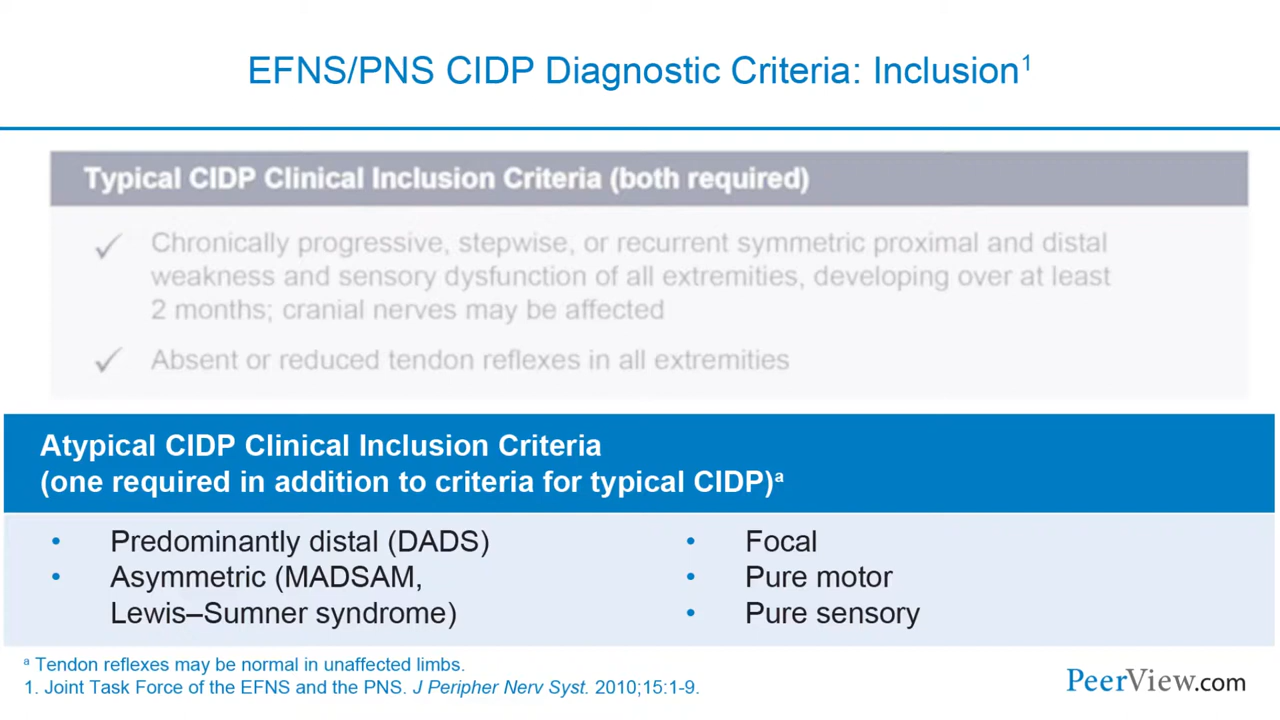 EFNS/PNS CIDP Diagnostic Criteria: Inclusion¹
Typical CIDP Clinical Inclusion Criteria (both required)
✓ Chronically progressive, stepwise, or recurrent symmetric proximal and distal
weakness and sensory dysfunction of all extremities, developing over at least
2 months; cranial nerves may be affected
✓ Absent or reduced tendon reflexes in all extremities
Atypical CIDP Clinical Inclusion Criteria
(one required in addition to criteria for typical CIDP)ᵃ
• Predominantly distal (DADS)
• Asymmetric (MADSAM,
Lewis–Sumner syndrome)
• Focal
• Pure motor
• Pure sensory
ᵃ Tendon reflexes may be normal in unaffected limbs.
1. Joint Task Force of the EFNS and the PNS. J Peripher Nerv Syst. 2010;15:1-9.
PeerView.com